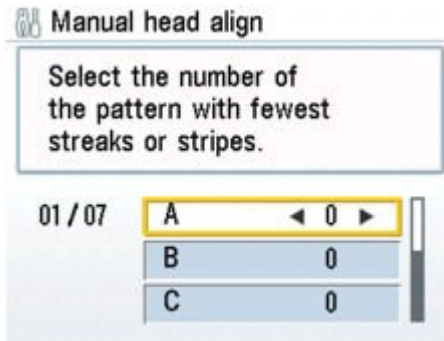 Manual head align
Select the number of
the pattern with fewest
streaks or stripes.
01/07 A ◀ 0 ▶
B 0
C 0